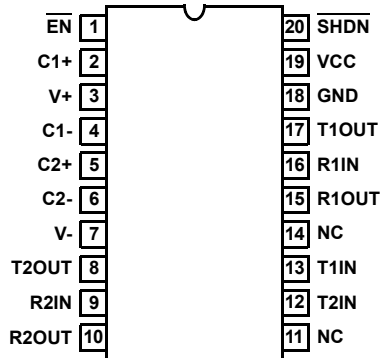 EN 1 20 SHDN
C1+ 2 19 VCC
V+ 3 18 GND
C1- 4 17 T1OUT
C2+ 5 16 R1IN
C2- 6 15 R1OUT
V- 7 14 NC
T2OUT 8 13 T1IN
R2IN 9 12 T2IN
R2OUT 10 11 NC